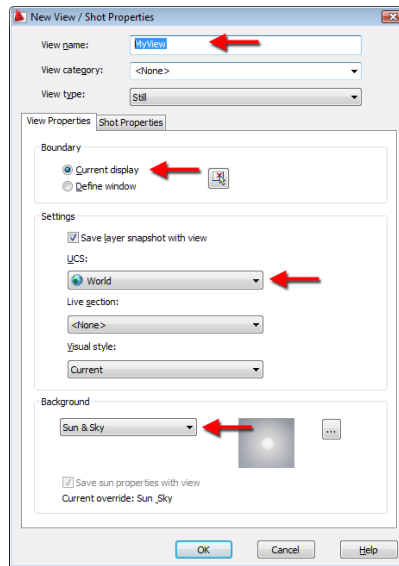 New View / Shot Properties
View name: MyView
View category: <None>
View type: Still
View Properties Shot Properties
Boundary
Current display
Define window
Settings
Save layer snapshot with view
UCS:
World
Live section:
<None>
Visual style:
Current
Background
Sun & Sky
...
Save sun properties with view
Current override: Sun_Sky
OK Cancel Help